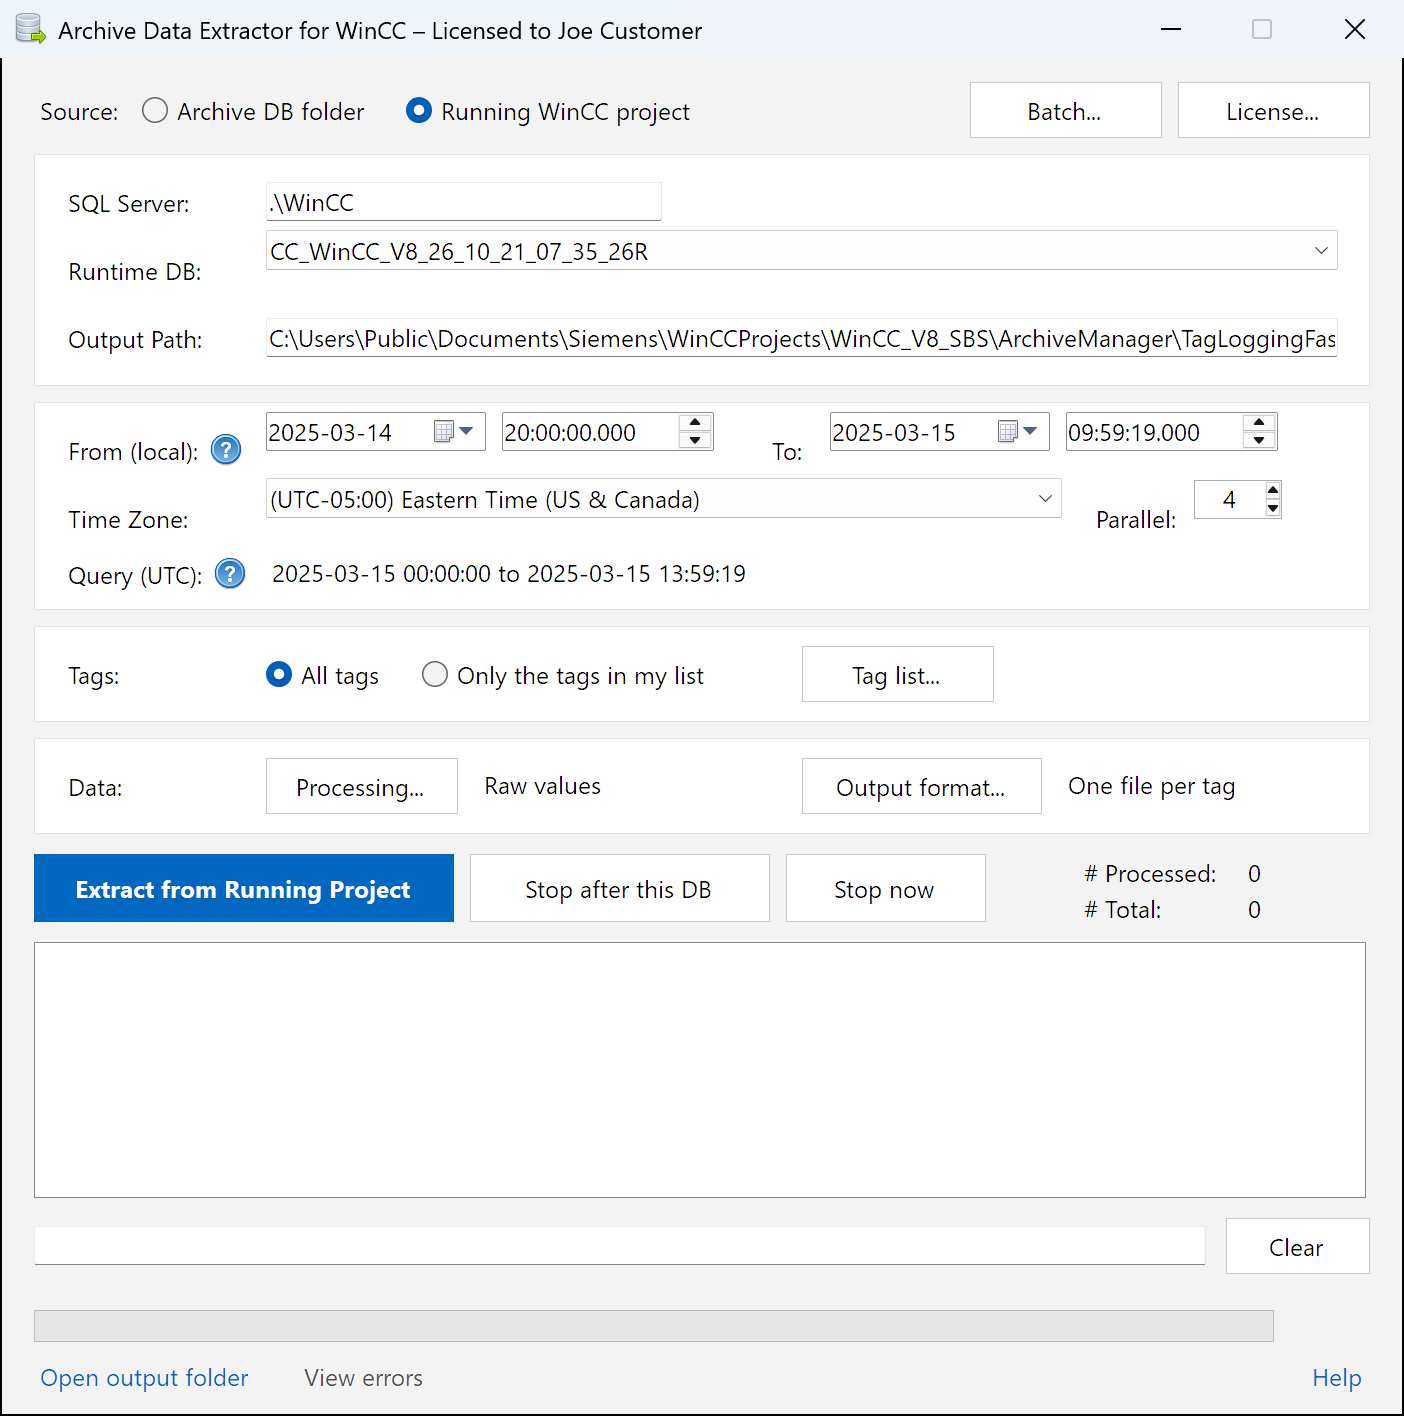 Archive Data Extractor for WinCC – Licensed to Joe Customer
Source: Archive DB folder Running WinCC project Batch... License...
SQL Server: .\WinCC
Runtime DB: CC_WinCC_V8_26_10_21_07_35_26R
Output Path: C:\Users\Public\Documents\Siemens\WinCCProjects\WinCC_V8_SBS\ArchiveManager\TagLoggingFas
From (local): ? 2025-03-14 20:00:00.000 To: 2025-03-15 09:59:19.000
Time Zone: (UTC-05:00) Eastern Time (US & Canada) Parallel: 4
Query (UTC): ? 2025-03-15 00:00:00 to 2025-03-15 13:59:19
Tags: All tags Only the tags in my list Tag list...
Data: Processing... Raw values Output format... One file per tag
Extract from Running Project Stop after this DB Stop now
# Processed: 0
# Total: 0
Clear
Open output folder View errors Help